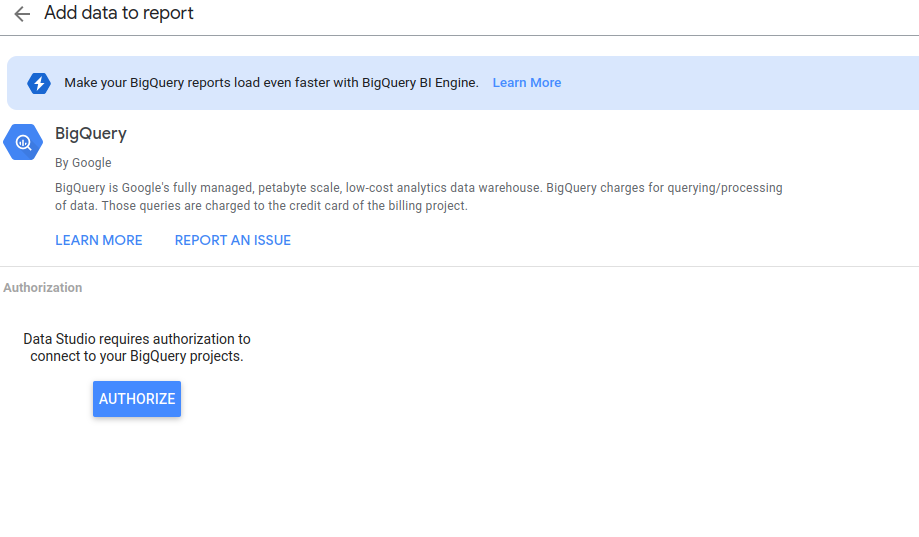 Add data to report
Make your BigQuery reports load even faster with BigQuery BI Engine. Learn More
BigQuery
By Google
BigQuery is Google's fully managed, petabyte scale, low-cost analytics data warehouse. BigQuery charges for querying/processing
of data. Those queries are charged to the credit card of the billing project.
LEARN MORE REPORT AN ISSUE
Authorization
Data Studio requires authorization to
connect to your BigQuery projects.
AUTHORIZE